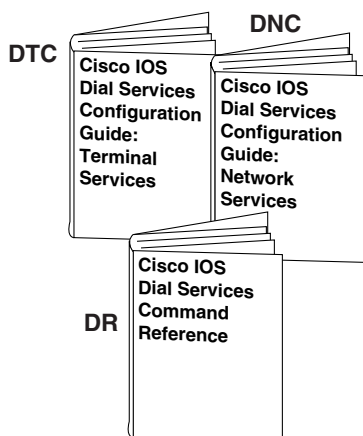 DTC
Cisco IOS
Dial Services
Configuration
Guide:
Terminal
Services
DNC
Cisco IOS
Dial Services
Configuration
Guide:
Network
Services
DR
Cisco IOS
Dial Services
Command
Reference